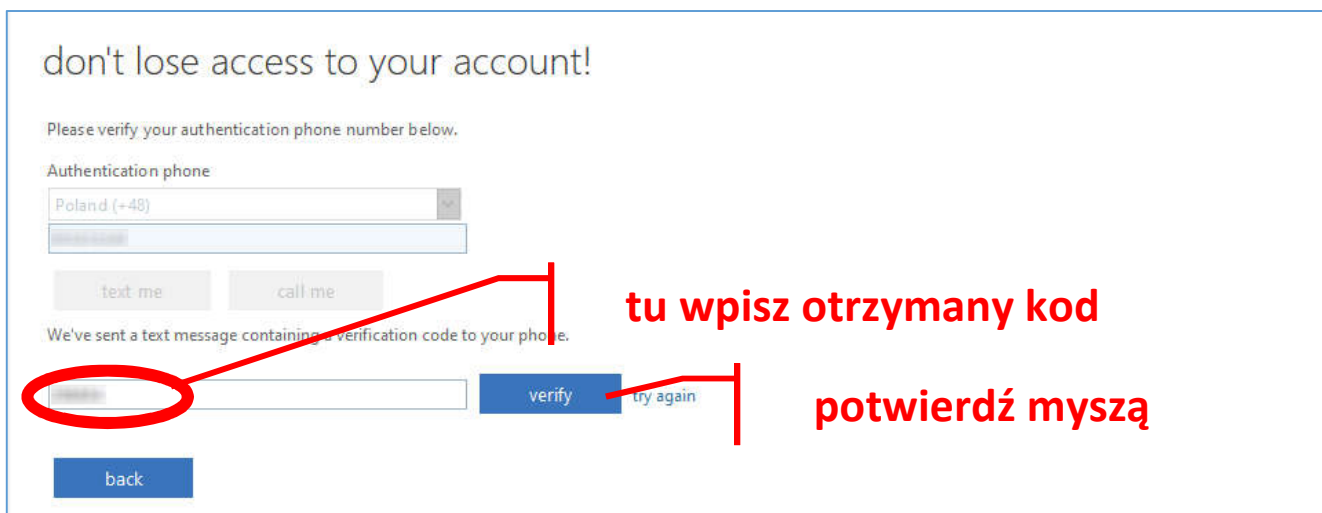 don't lose access to your account!
Please verify your authentication phone number below.
Authentication phone
Poland (+48)
text me
call me
tu wpisz otrzymany kod
We've sent a text message containing a verification code to your phone.
verify
try again
potwierdź myszą
back